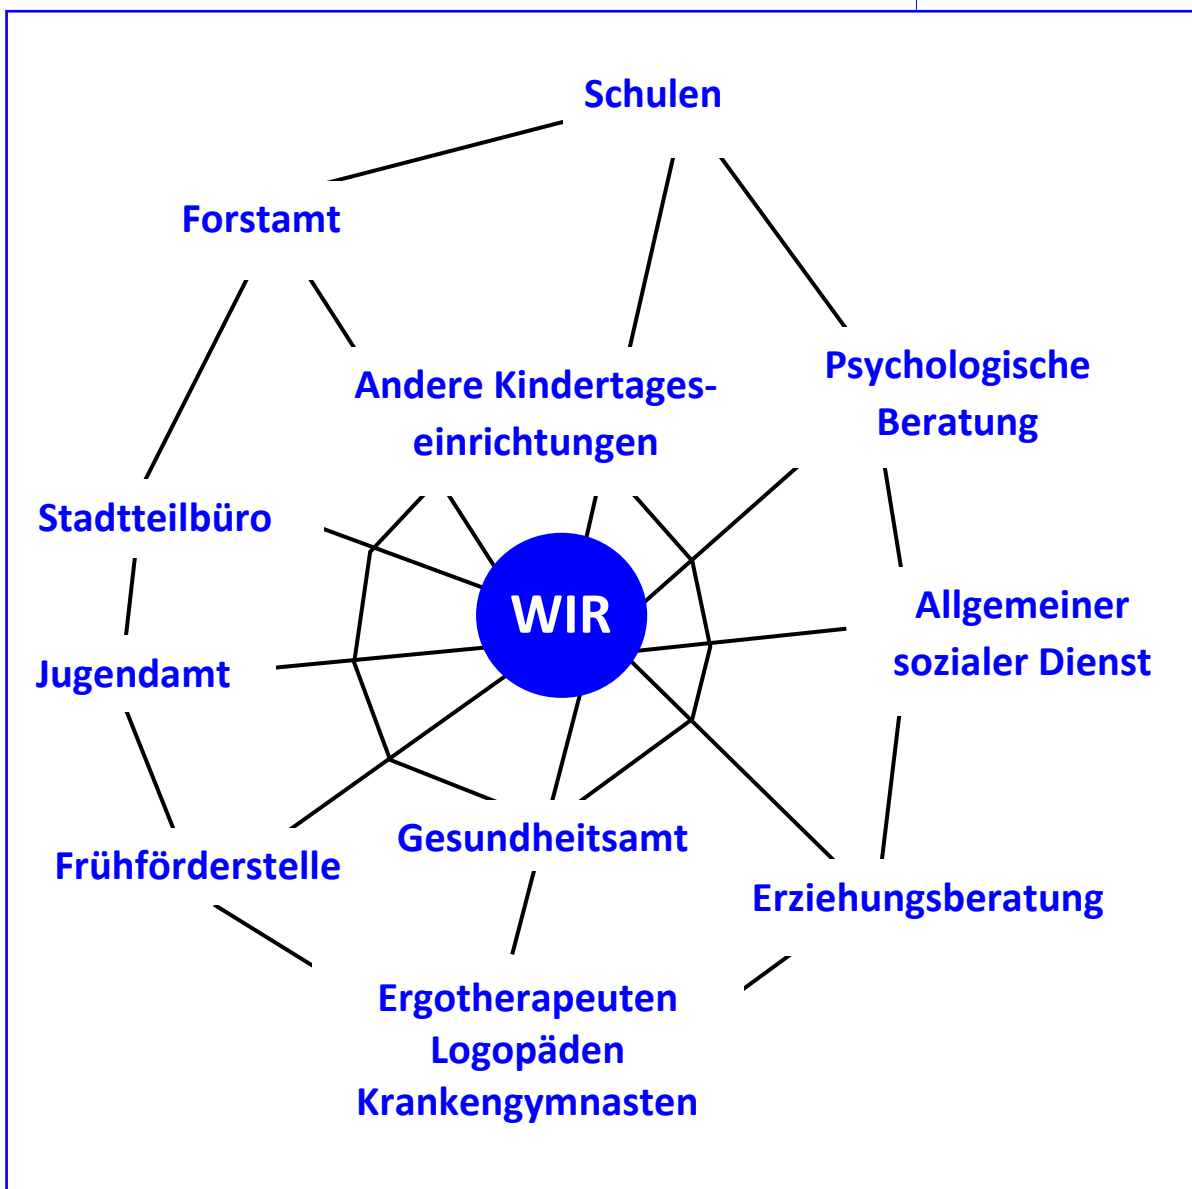 Schulen
Forstamt
Andere Kindertages-
einrichtungen
Psychologische
Beratung
Stadtteilbüro
WIR
Allgemeiner
sozialer Dienst
Jugendamt
Gesundheitsamt
Frühförderstelle
Erziehungsberatung
Ergotherapeuten
Logopäden
Krankengymnasten